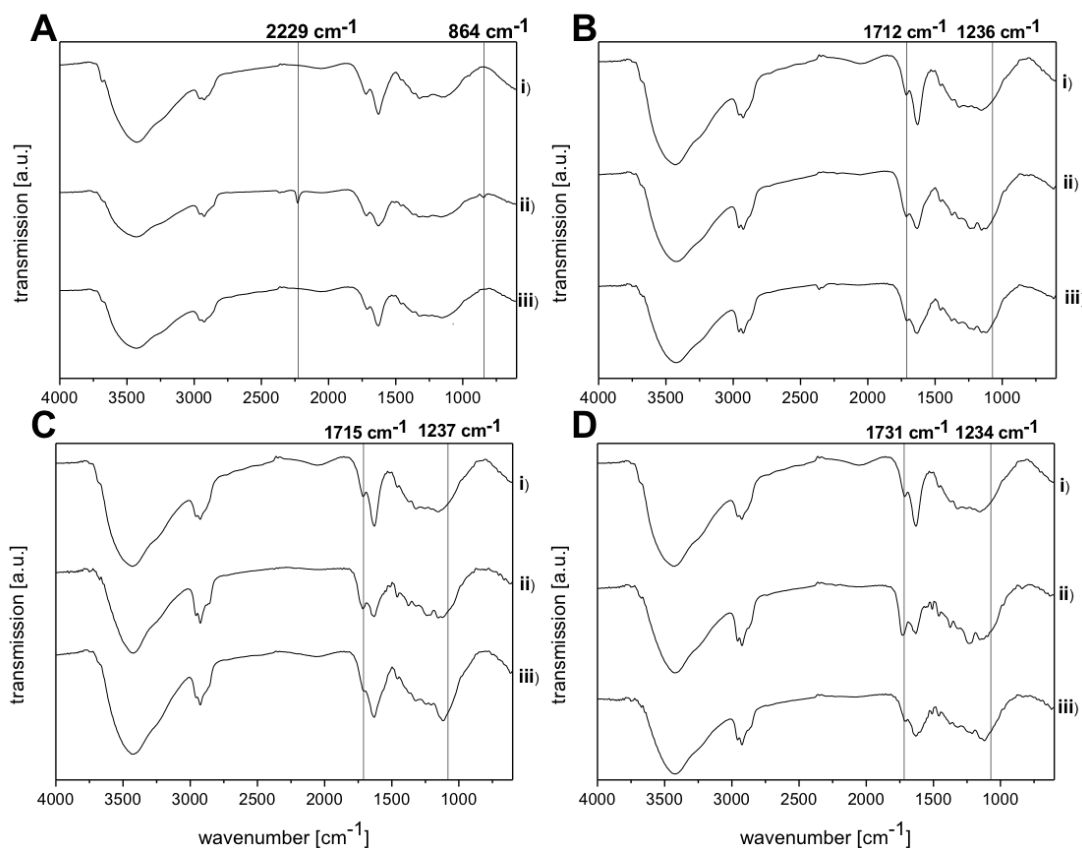 A
2229 cm-1
864 cm-1
i)
ii)
iii)
transmission [a.u.]
4000 3500 3000 2500 2000 1500 1000
B
1712 cm-1
1236 cm-1
i)
ii)
iii)
transmission [a.u.]
4000 3500 3000 2500 2000 1500 1000
C
1715 cm-1
1237 cm-1
i)
ii)
iii)
transmission [a.u.]
4000 3500 3000 2500 2000 1500 1000
wavenumber [cm-1]
D
1731 cm-1
1234 cm-1
i)
ii)
iii)
transmission [a.u.]
4000 3500 3000 2500 2000 1500 1000
wavenumber [cm-1]